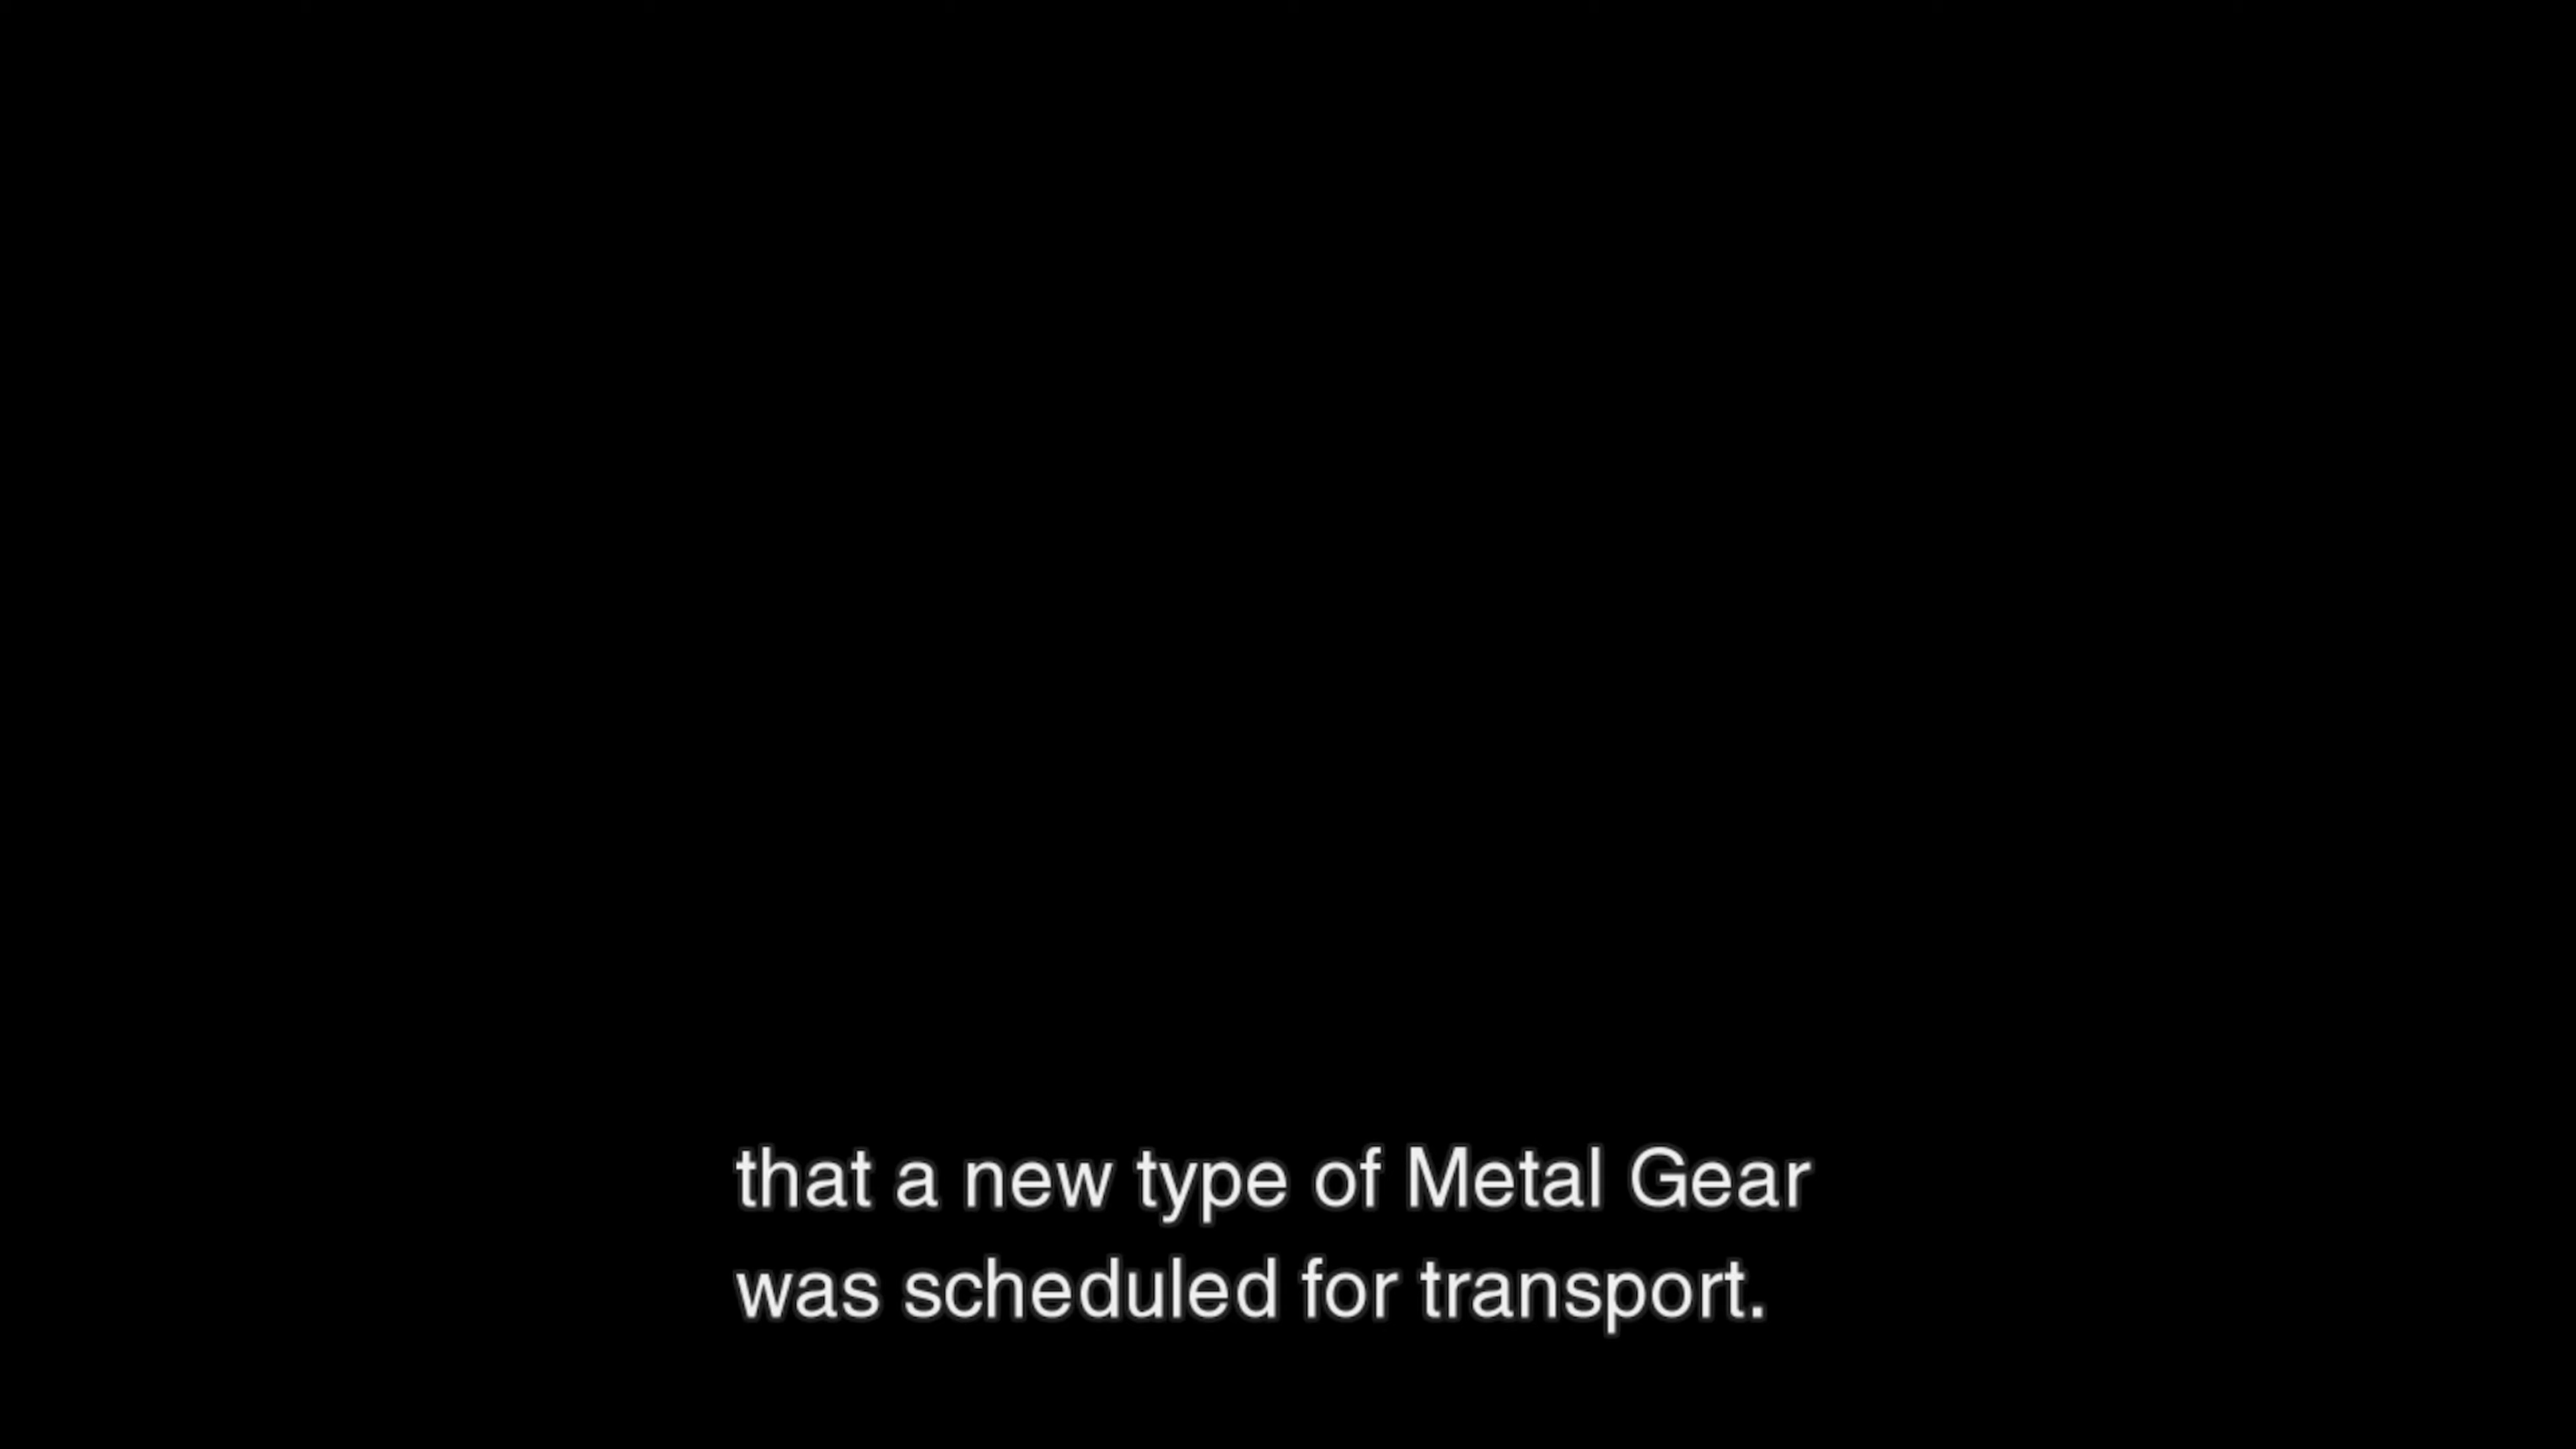 that a new type of Metal Gear
was scheduled for transport.